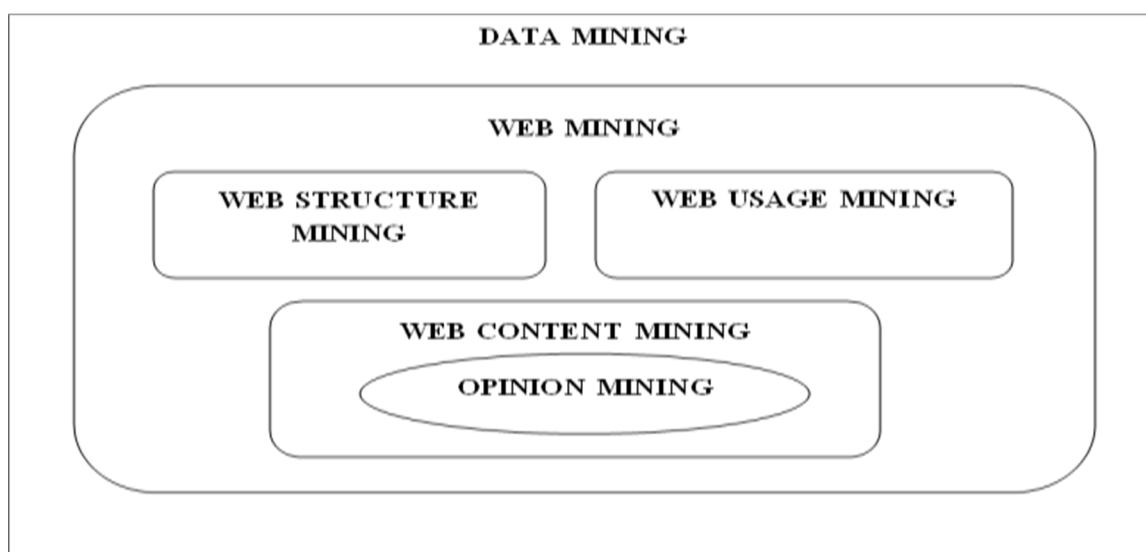 DATA MINING
WEB MINING
WEB STRUCTURE
MINING
WEB USAGE MINING
WEB CONTENT MINING
OPINION MINING